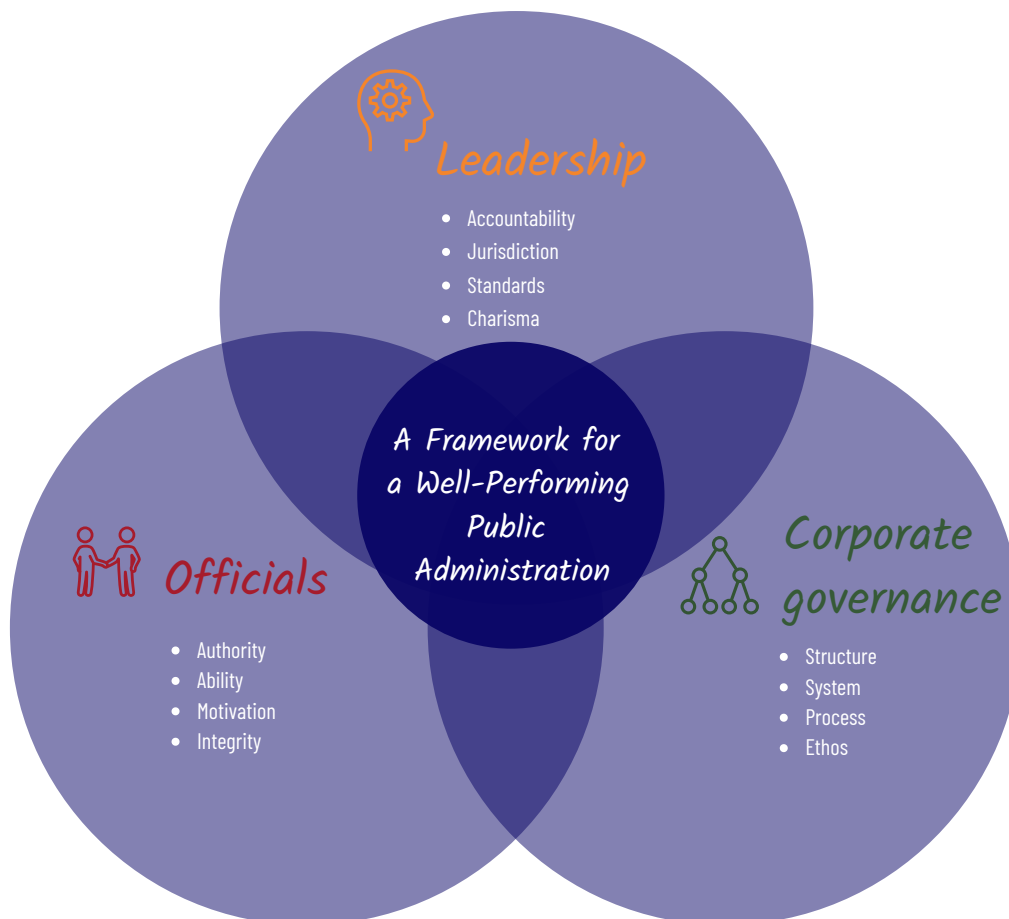 Leadership
• Accountability
• Jurisdiction
• Standards
• Charisma
A Framework for
a Well-Performing
Public
Administration
Officials
• Authority
• Ability
• Motivation
• Integrity
Corporate
governance
• Structure
• System
• Process
• Ethos